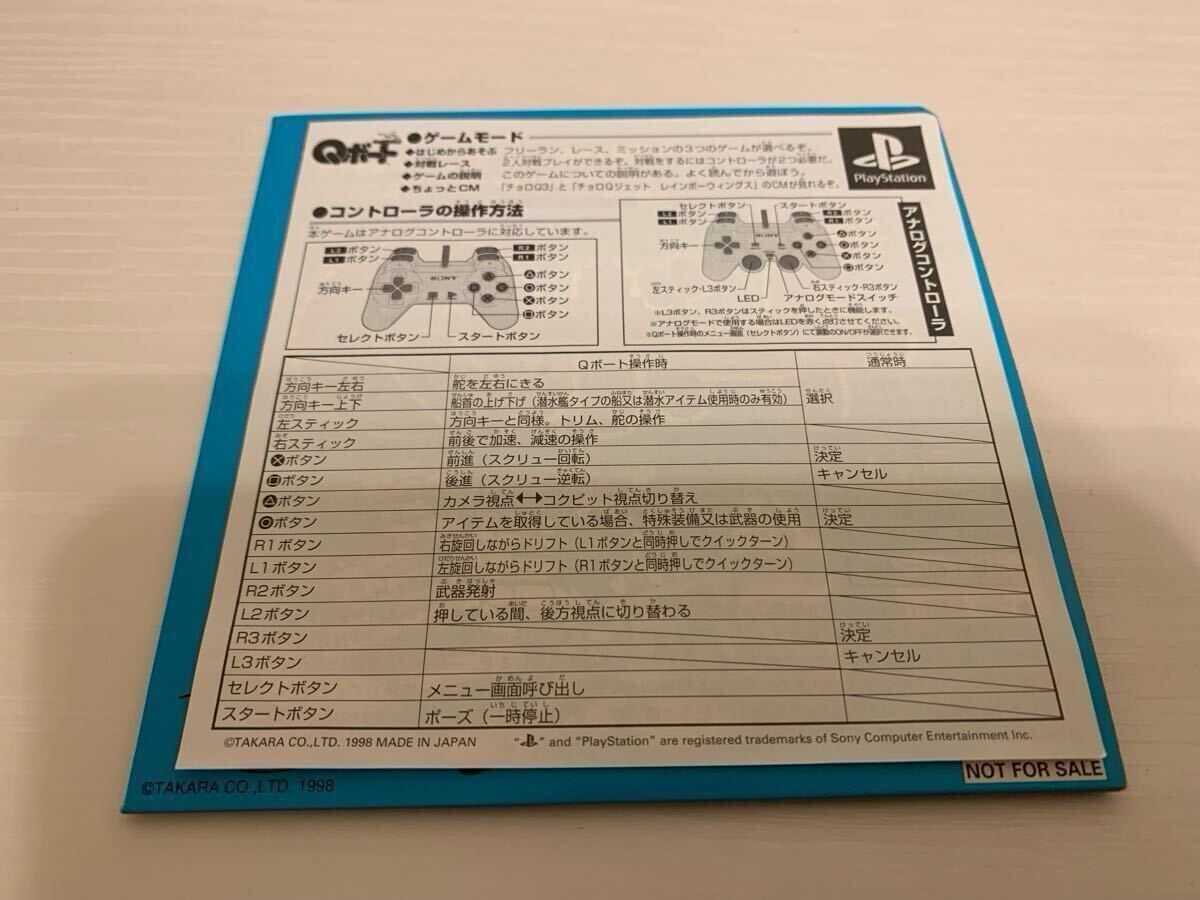 Qボート
●ゲームモード
◆はじめからあそぶ フリーラン、レース、ミッションの3つのゲームが選べるぞ。
◆対戦レース 2人対戦プレイができるぞ。対戦をするにはコントローラが2つ必要だ。
◆ゲームの説明 このゲームについての説明がある。よく読んでから遊ぼう。
◆ちょっとCM 「チョロQ3」と「チョロQジェット レインボーウィングス」のCMが見れるぞ。
PlayStation
●コントローラの操作方法
本ゲームはアナログコントローラに対応しています。
L2 ボタン
L1 ボタン
方向キー
R2 ボタン
R1 ボタン
△ボタン
○ボタン
×ボタン
□ボタン
SONY
セレクトボタン
スタートボタン
アナログコントローラ
セレクトボタン
スタートボタン
L2 ボタン
L1 ボタン
方向キー
R2 ボタン
R1 ボタン
△ボタン
○ボタン
×ボタン
□ボタン
SONY
左スティック・L3ボタン
右スティック・R3ボタン
LED
アナログモードスイッチ
※L3ボタン、R3ボタンはスティックを押したときに機能します。
※アナログモードで使用する場合はLEDを赤く点灯させてください。
※Qボート操作時のメニュー画面(セレクトボタン)にて震動のON/OFFが選択できます。
Qボート操作時 通常時
方向キー左右 舵を左右にきる 選択
方向キー上下 船首の上げ下げ(潜水艦タイプの船又は潜水アイテム使用時のみ有効)
左スティック 方向キーと同様。トリム、舵の操作
右スティック 前後で加速、減速の操作
×ボタン 前進(スクリュー回転) 決定
□ボタン 後進(スクリュー逆転) キャンセル
△ボタン カメラ視点↔コクピット視点切り替え
○ボタン アイテムを取得している場合、特殊装備又は武器の使用 決定
R1ボタン 右旋回しながらドリフト(L1ボタンと同時押しでクイックターン)
L1ボタン 左旋回しながらドリフト(R1ボタンと同時押しでクイックターン)
R2ボタン 武器発射
L2ボタン 押している間、後方視点に切り替わる
R3ボタン 決定
L3ボタン キャンセル
セレクトボタン メニュー画面呼び出し
スタートボタン ポーズ(一時停止)
©TAKARA CO.,LTD. 1998 MADE IN JAPAN " " and "PlayStation" are registered trademarks of Sony Computer Entertainment Inc.
©TAKARA CO.,LTD. 1998
NOT FOR SALE